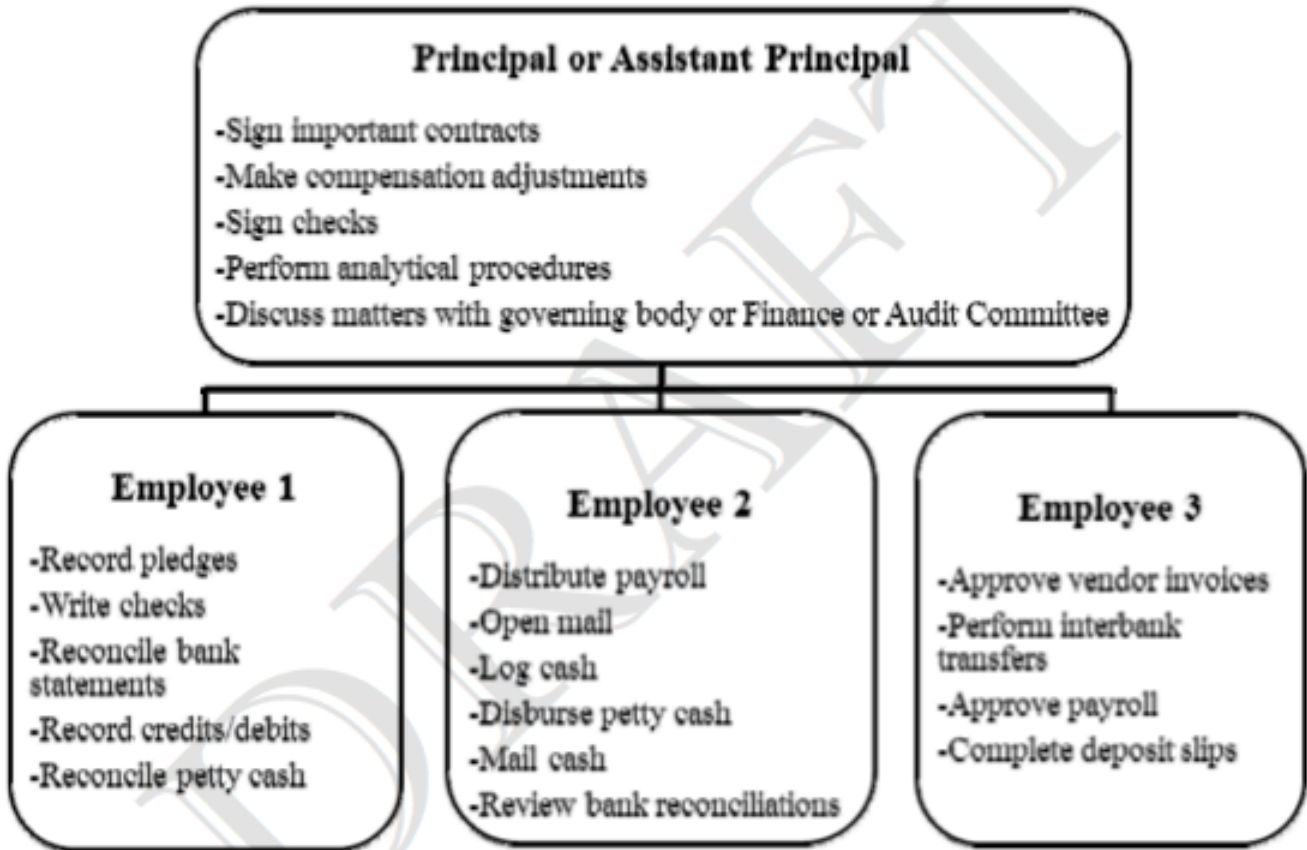 Principal or Assistant Principal
-Sign important contracts
-Make compensation adjustments
-Sign checks
-Perform analytical procedures
-Discuss matters with governing body or Finance or Audit Committee
Employee 1
-Record pledges
-Write checks
-Reconcile bank
statements
-Record credits/debits
-Reconcile petty cash
Employee 2
-Distribute payroll
-Open mail
-Log cash
-Disburse petty cash
-Mail cash
-Review bank reconciliations
Employee 3
-Approve vendor invoices
-Perform interbank
transfers
-Approve payroll
-Complete deposit slips
DRAFT